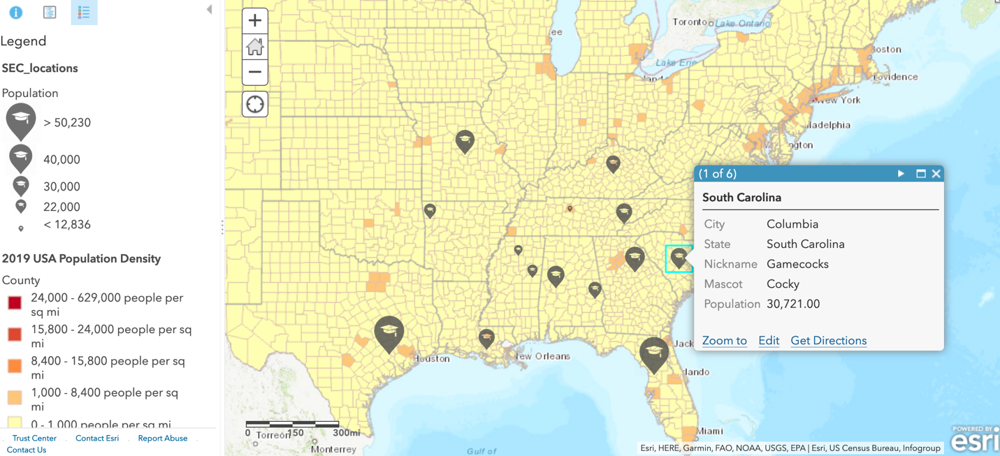 Legend
SEC_locations
Population
> 50,230
40,000
30,000
22,000
< 12,836
2019 USA Population Density
County
24,000 - 629,000 people per
sq mi
15,800 - 24,000 people per sq
mi
8,400 - 15,800 people per sq
mi
1,000 - 8,400 people per sq
mi
0 - 1,000 people per sq mi
Trust Center
Contact Esri
Report Abuse
Contact Us
Toronto
Lake Ontario
ee
Lake Erie
land
Boston
Providence
New York
ladelphia
ngton
(1 of 6)
South Carolina
City Columbia
State South Carolina
Nickname Gamecocks
Mascot Cocky
Population 30,721.00
Zoom to Edit Get Directions
Jack
Houston
New Orleans
lando
Miami
0 150 300mi
Torreón
Monterrey
Gulf of
Esri, HERE, Garmin, FAO, NOAA, USGS, EPA | Esri, US Census Bureau, Infogroup
POWERED BY
esri